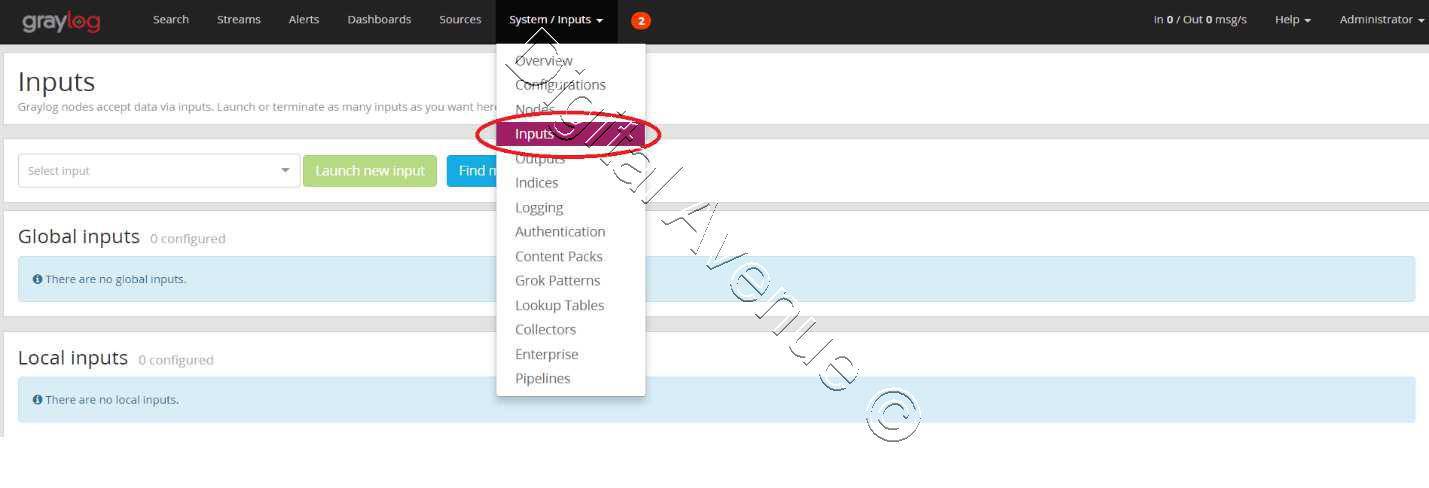 graylog Search Streams Alerts Dashboards Sources System / Inputs 2 In 0 / Out 0 msg/s Help Administrator
Overview
Configurations
Nodes
Inputs
Outputs
Indices
Logging
Authentication
Content Packs
Grok Patterns
Lookup Tables
Collectors
Enterprise
Pipelines
Inputs
Graylog nodes accept data via inputs. Launch or terminate as many inputs as you want here
Select input Launch new input Find
Global inputs 0 configured
There are no global inputs.
Local inputs 0 configured
There are no local inputs.
Digital Avenue ©